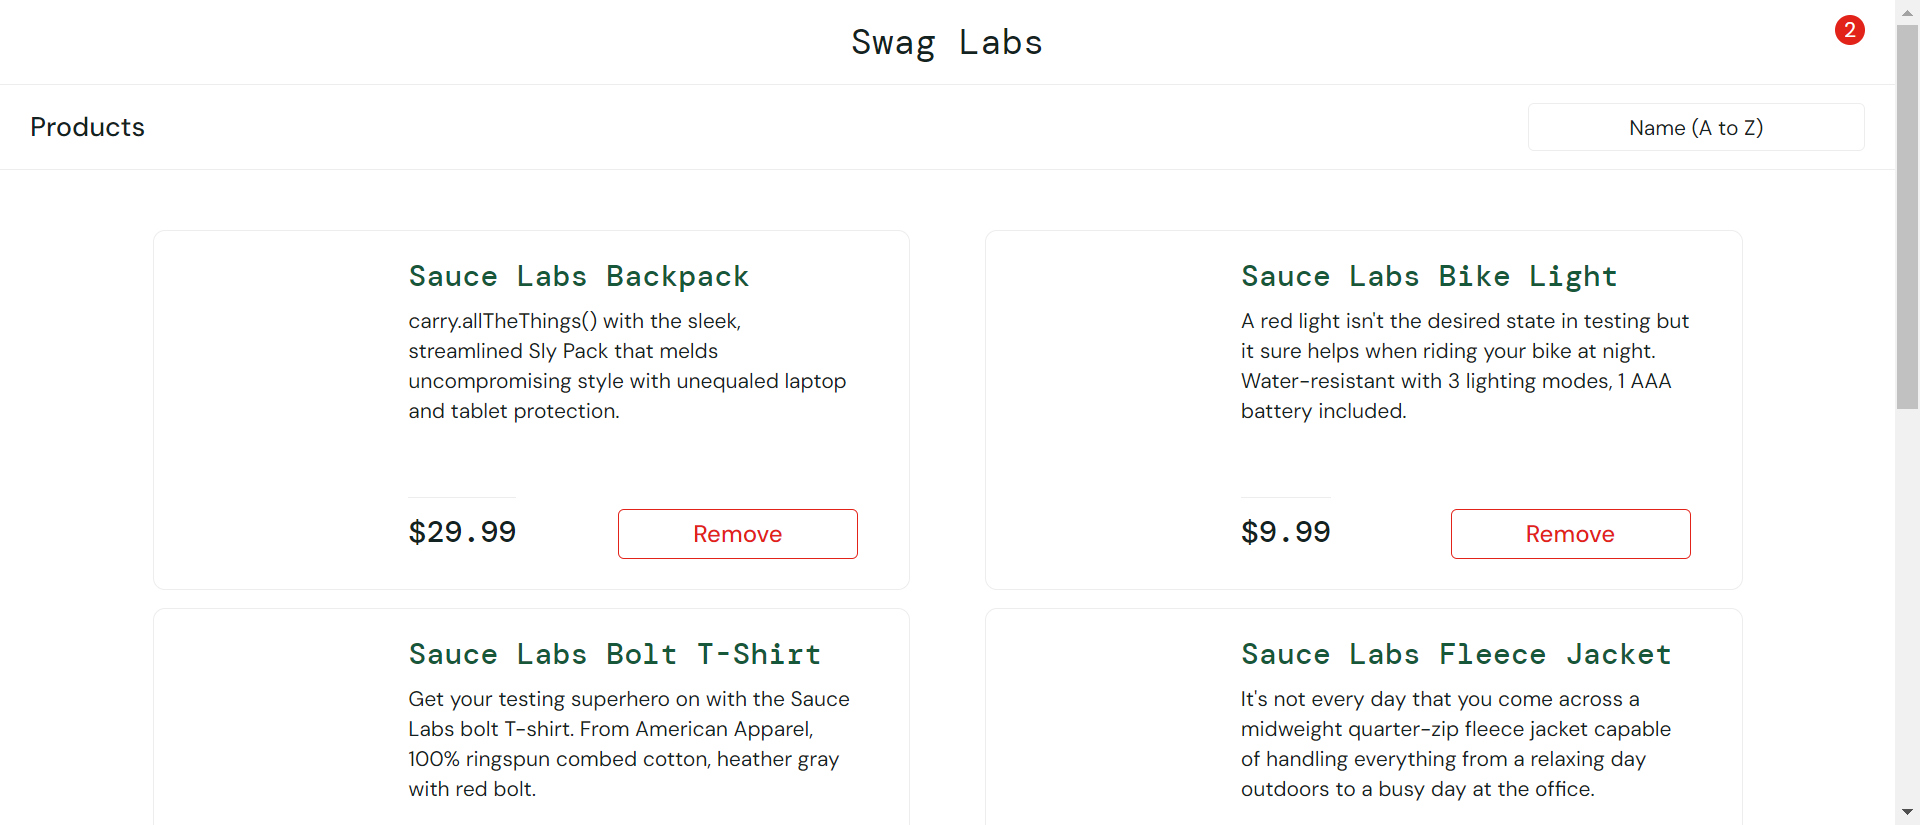 Swag Labs
2
Products
Name (A to Z)
Sauce Labs Backpack
carry.allTheThings() with the sleek,
streamlined Sly Pack that melds
uncompromising style with unequaled laptop
and tablet protection.
$29.99
Remove
Sauce Labs Bike Light
A red light isn't the desired state in testing but
it sure helps when riding your bike at night.
Water-resistant with 3 lighting modes, 1 AAA
battery included.
$9.99
Remove
Sauce Labs Bolt T-Shirt
Get your testing superhero on with the Sauce
Labs bolt T-shirt. From American Apparel,
100% ringspun combed cotton, heather gray
with red bolt.
Sauce Labs Fleece Jacket
It's not every day that you come across a
midweight quarter-zip fleece jacket capable
of handling everything from a relaxing day
outdoors to a busy day at the office.